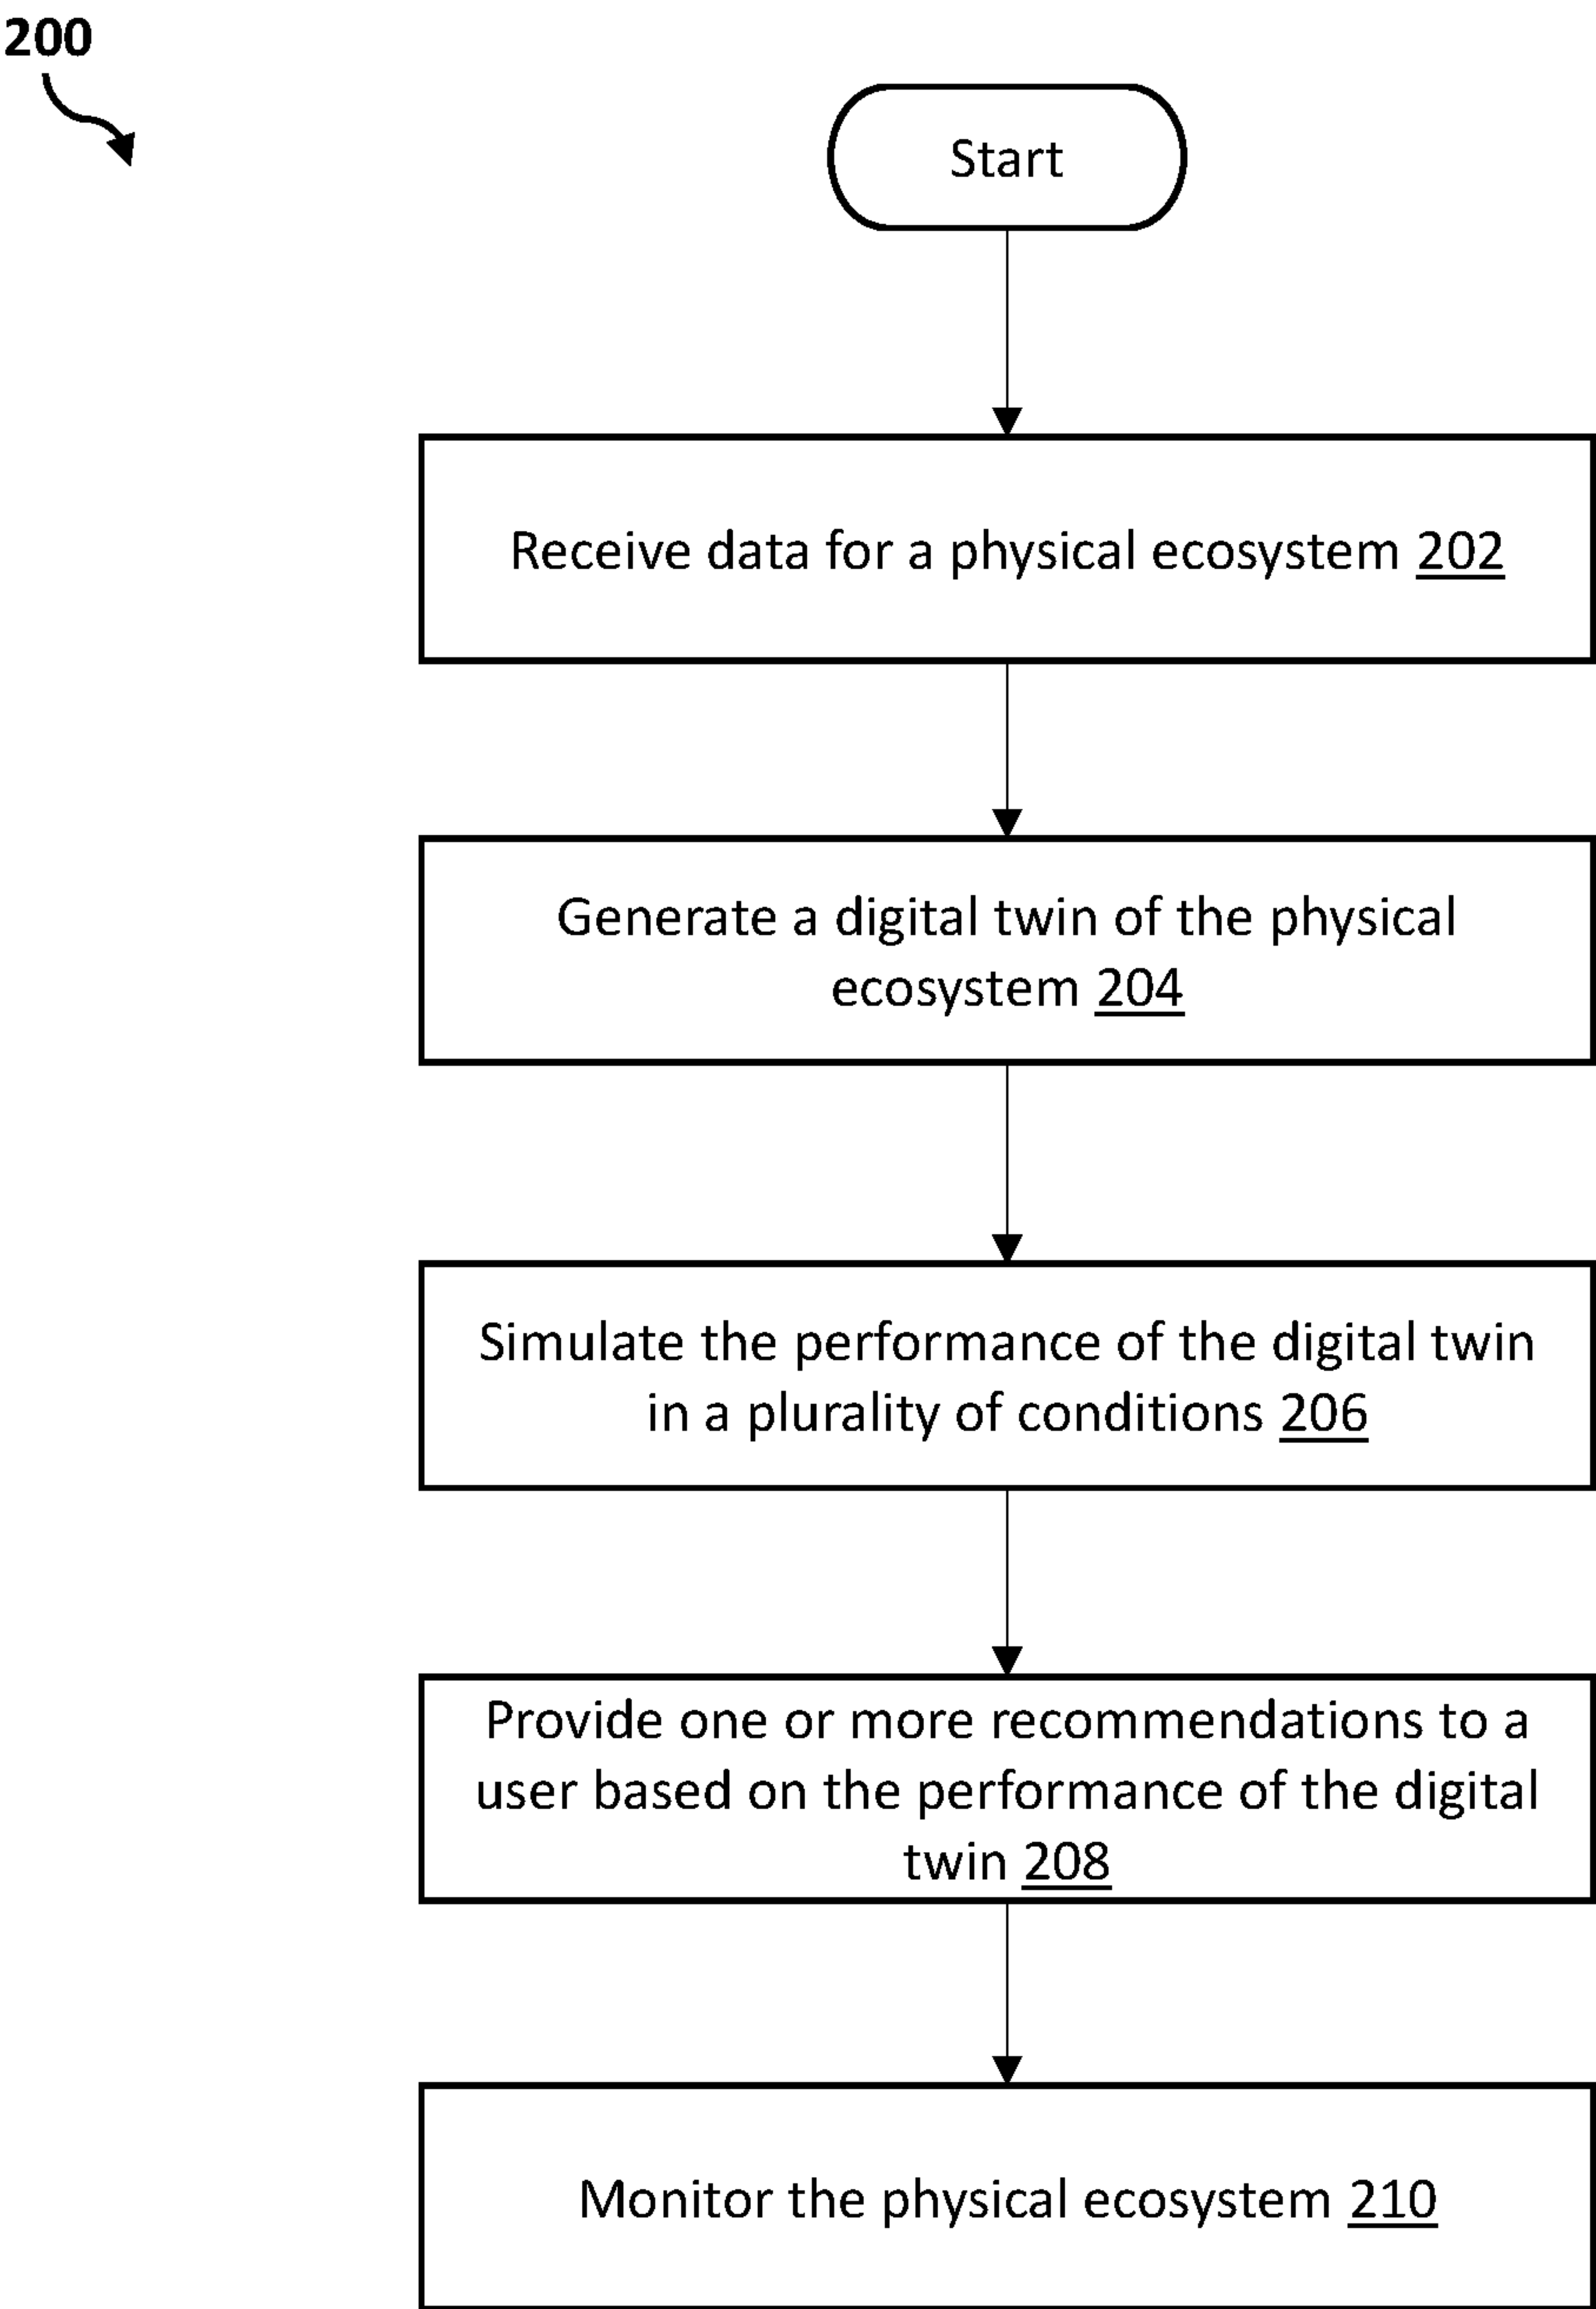 200
Start
Receive data for a physical ecosystem 202
Generate a digital twin of the physical
ecosystem 204
Simulate the performance of the digital twin
in a plurality of conditions 206
Provide one or more recommendations to a
user based on the performance of the digital
twin 208
Monitor the physical ecosystem 210